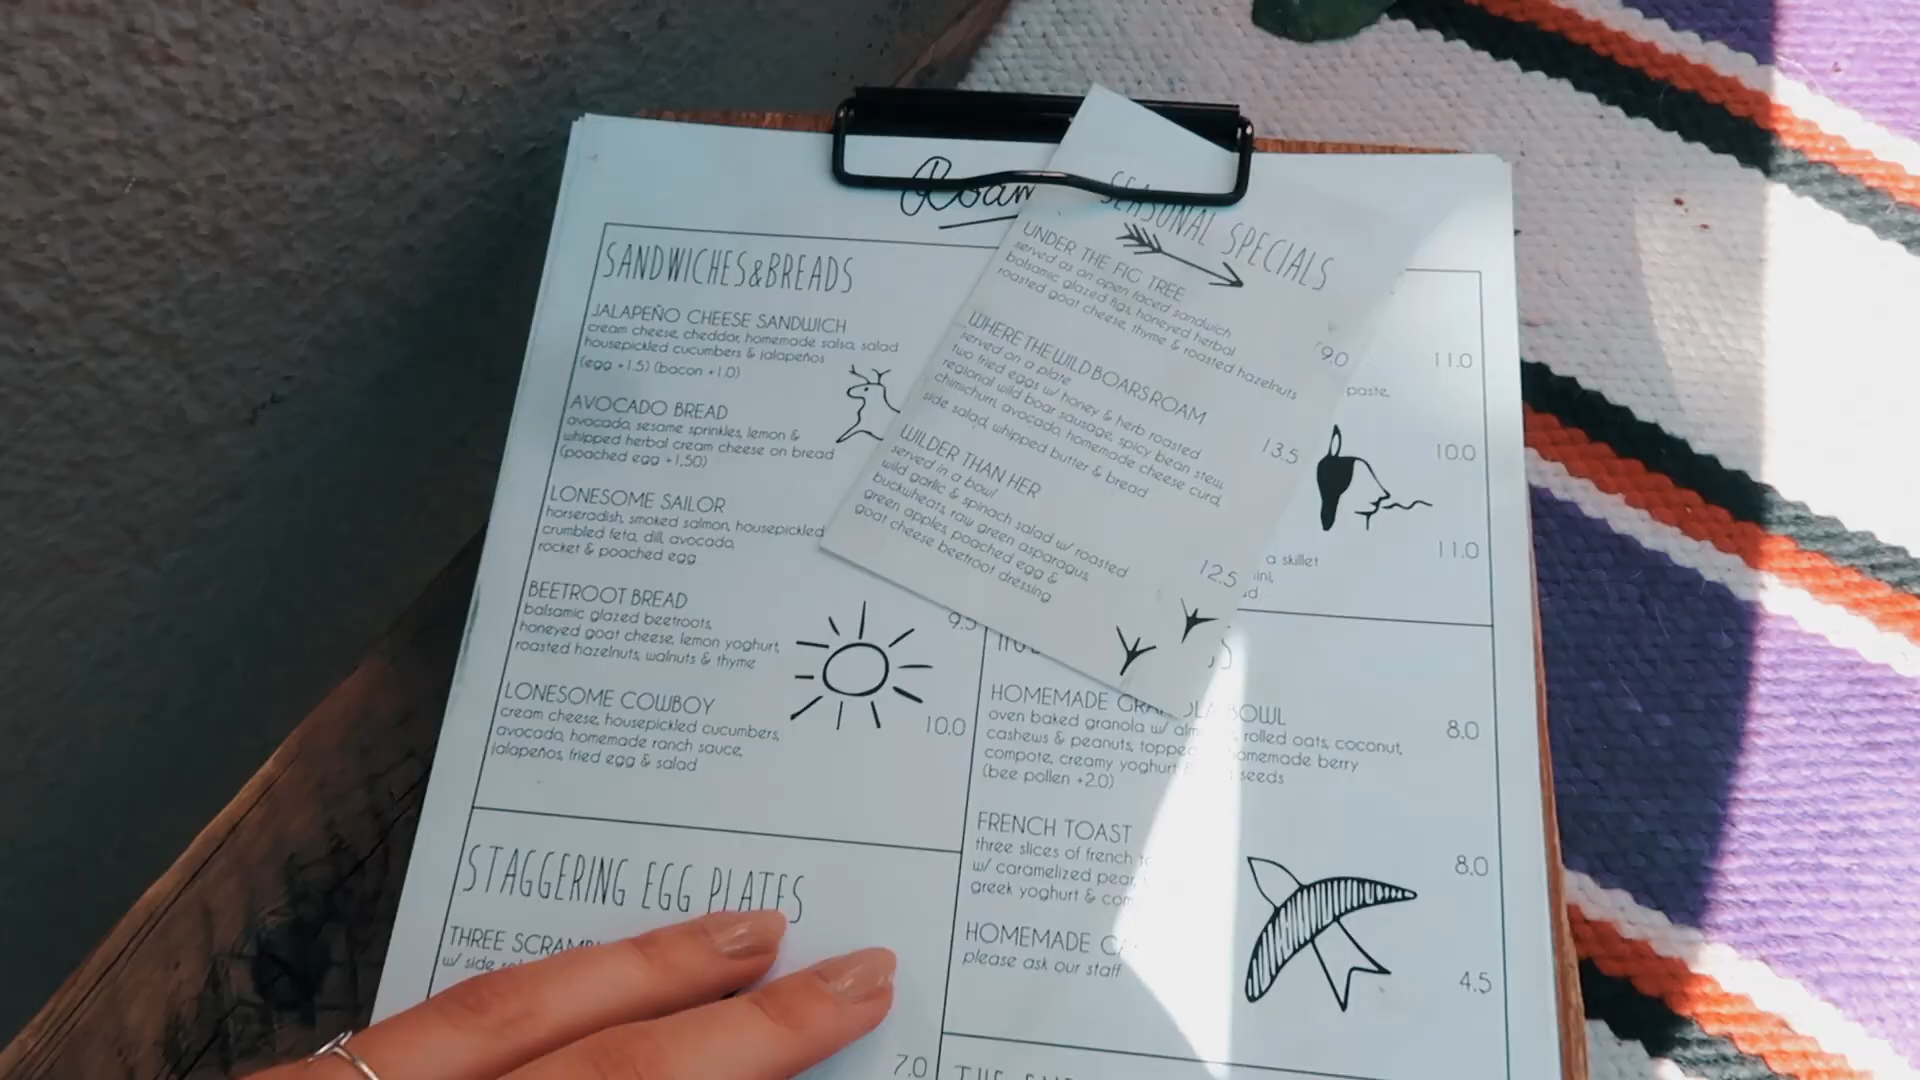 Roam
SANDWICHES&BREADS
JALAPEÑO CHEESE SANDWICH
cream cheese, cheddar, homemade salsa, salad
housepickled cucumbers & jalapeños
(egg +1.5) (bacon +1.0)
AVOCADO BREAD
avocado, sesame sprinkles, lemon &
whipped herbal cream cheese on bread
(poached egg +1,50)
LONESOME SAILOR
horseradish, smoked salmon, housepickled
crumbled feta, dill, avocado,
rocket & poached egg
BEETROOT BREAD
9.5
balsamic glazed beetroots,
honeyed goat cheese, lemon yoghurt,
roasted hazelnuts, walnuts & thyme
LONESOME COWBOY
10.0
cream cheese, housepickled cucumbers,
avocado, homemade ranch sauce,
jalapeños, fried egg & salad
STAGGERING EGG PLATES
THREE
w/ side
7.0
SEASONAL SPECIALS
UNDER THE FIG TREE
served as an open faced sandwich
balsamic glazed figs, honeyed herbal
roasted goat cheese, thyme & roasted hazelnuts
9.0
WHERE THE WILD BOARS ROAM
served on a plate
two fried eggs w/ honey & herb roasted
regional wild boar sausage, spicy bean stew,
chimchurri, avocado, homemade cheese curd,
side salad, whipped butter & bread
13.5
WILDER THAN HER
served in a bowl
wild garlic & spinach salad w/ roasted
buckwheats, raw green asparagus,
green apples, poached egg &
goat cheese beetroot dressing
12.5
11.0
paste,
10.0
11.0
a skillet
HOMEMADE BOWL
8.0
oven baked granola w/ rolled oats, coconut,
cashews & peanuts, homemade berry
compote, creamy yoghurt seeds
(bee pollen +2.0)
FRENCH TOAST
8.0
three slices of french
w/ caramelized pear,
greek yoghurt &
HOMEMADE
4.5
please ask our staff